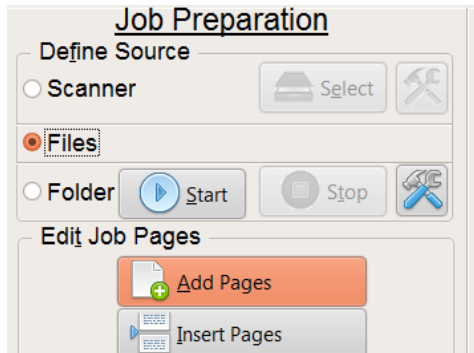 Job Preparation
Define Source
Scanner
Select
Files
Folder
Start
Stop
Edit Job Pages
Add Pages
Insert Pages